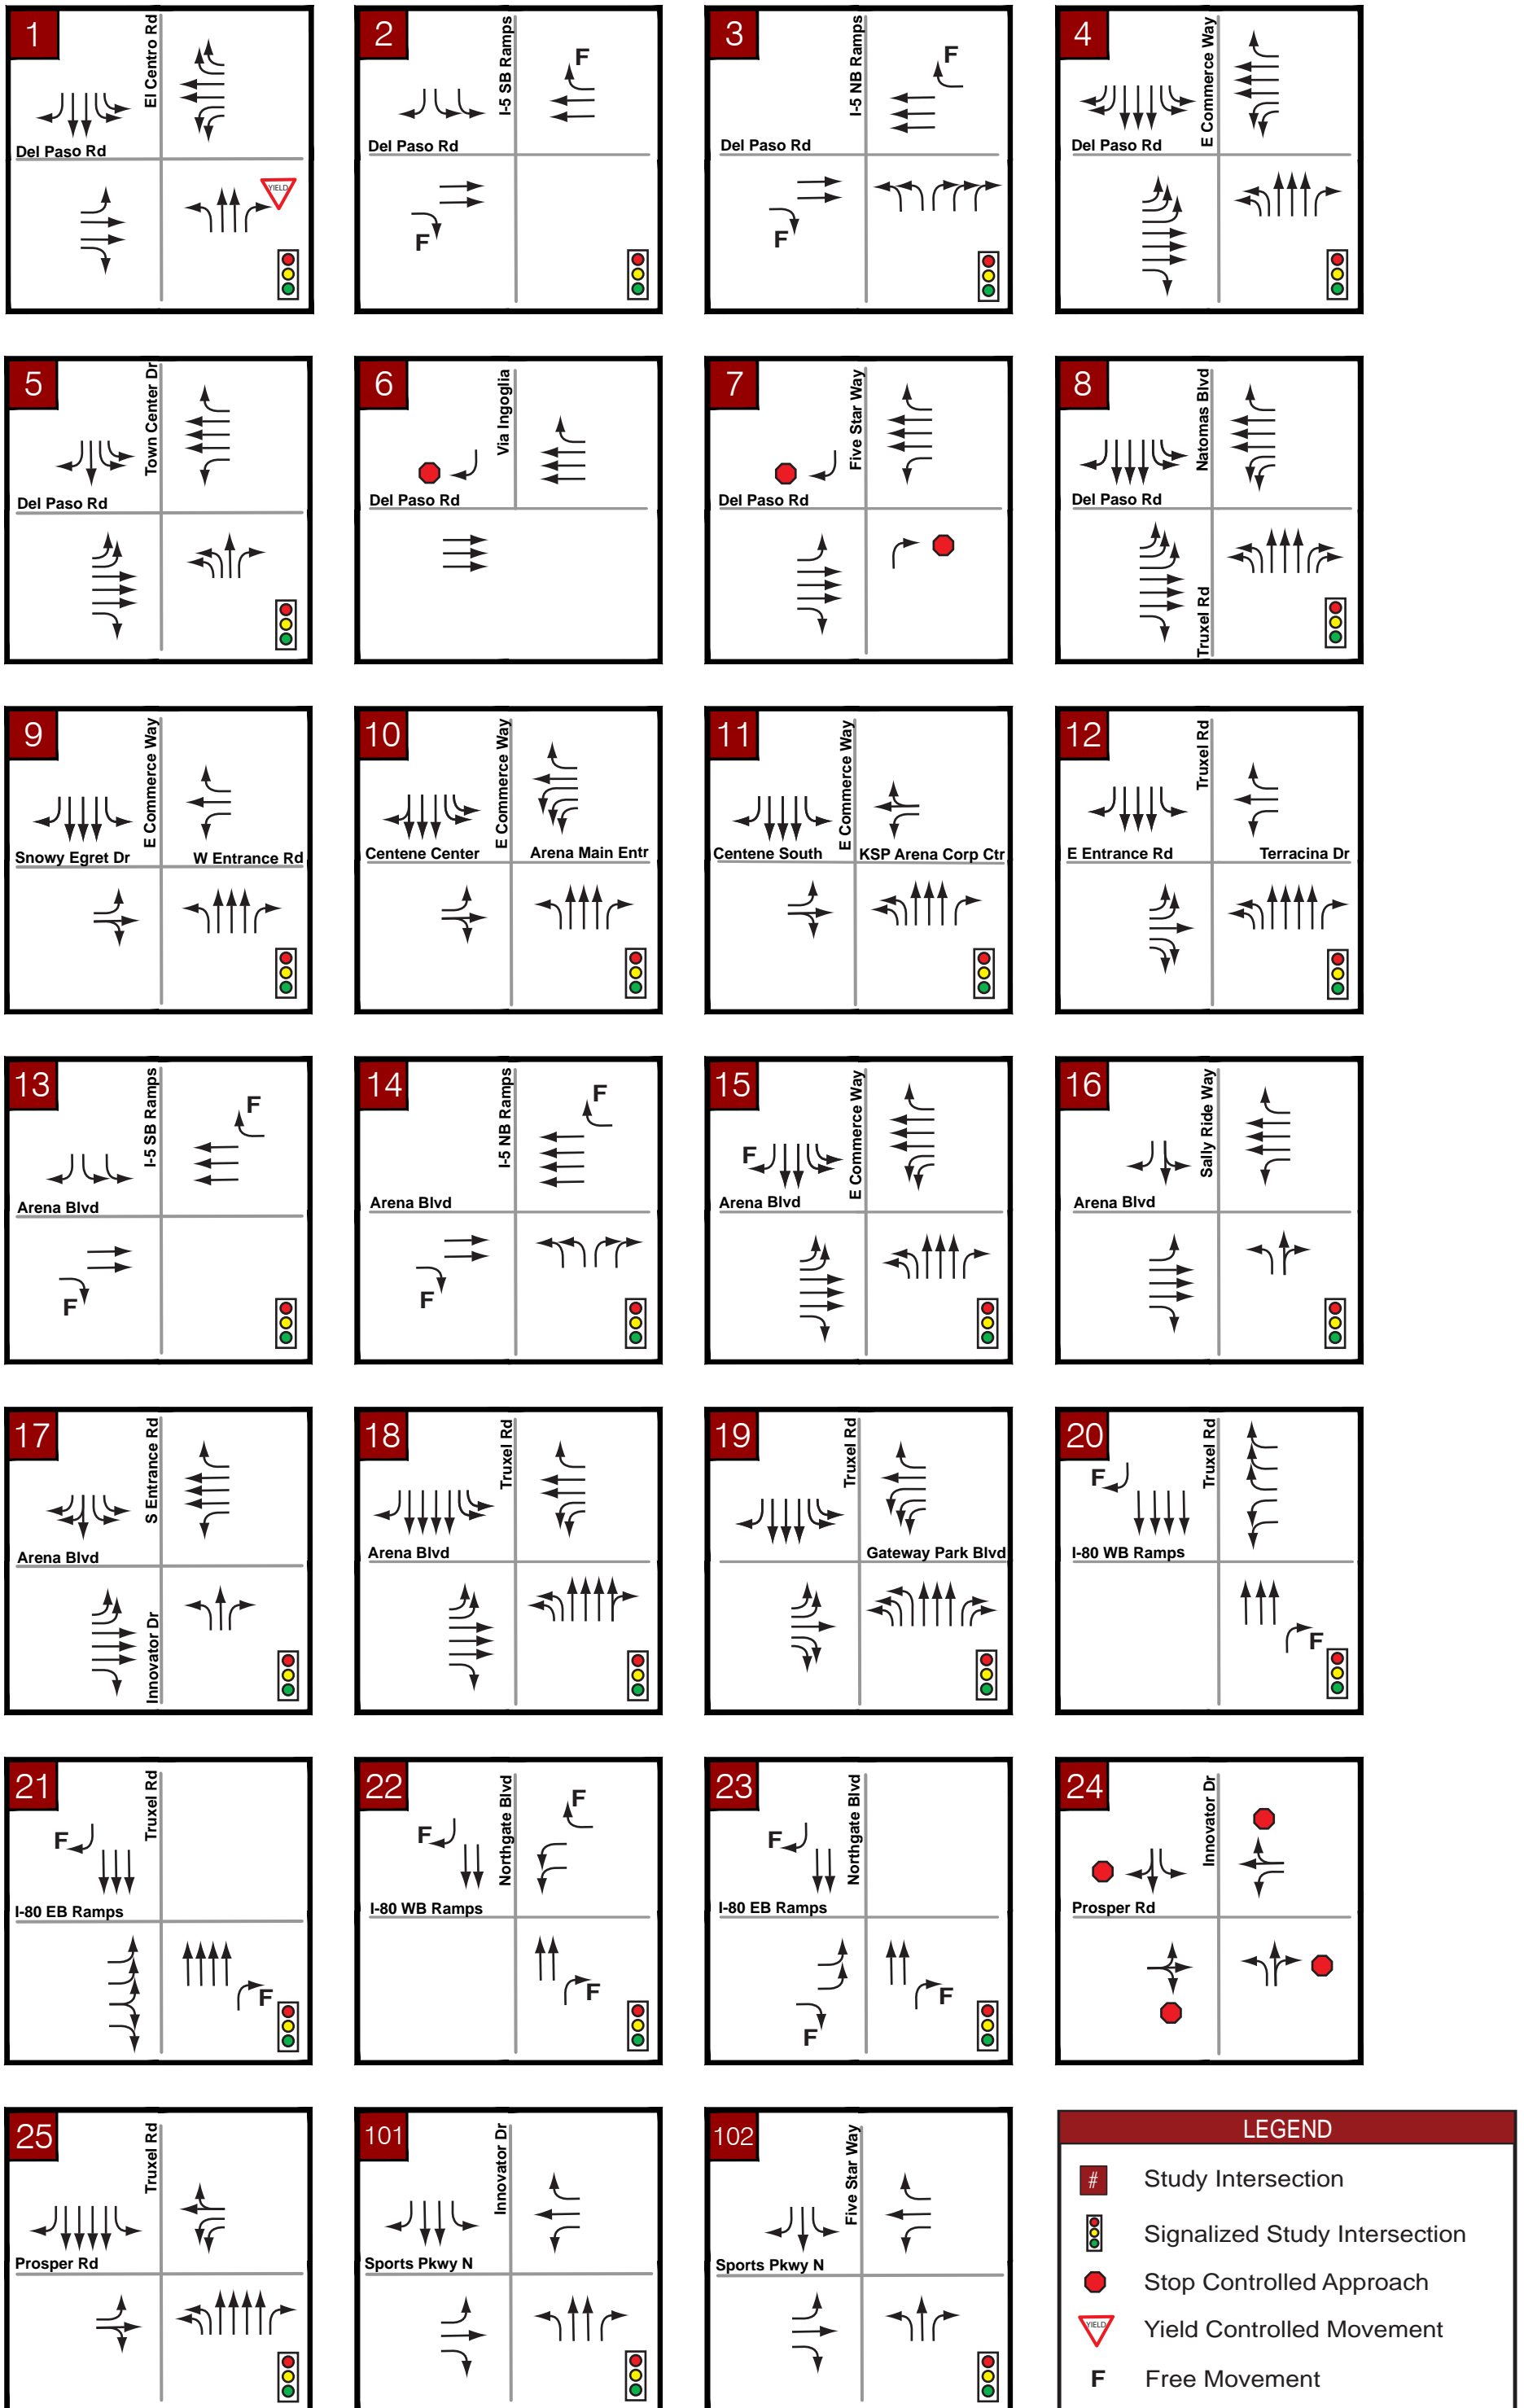 1
El Centro Rd
Del Paso Rd
YIELD
2
I-5 SB Ramps
F
Del Paso Rd
F
3
I-5 NB Ramps
F
Del Paso Rd
F
4
E Commerce Way
Del Paso Rd
5
Town Center Dr
Del Paso Rd
6
Via Ingoglia
Del Paso Rd
7
Five Star Way
Del Paso Rd
8
Natomas Blvd
Del Paso Rd
Truxel Rd
9
E Commerce Way
Snowy Egret Dr
W Entrance Rd
10
E Commerce Way
Centene Center
Arena Main Entr
11
E Commerce Way
Centene South
KSP Arena Corp Ctr
12
Truxel Rd
E Entrance Rd
Terracina Dr
13
I-5 SB Ramps
F
Arena Blvd
F
14
I-5 NB Ramps
F
Arena Blvd
F
15
E Commerce Way
F
Arena Blvd
16
Sally Ride Way
Arena Blvd
17
S Entrance Rd
Arena Blvd
Innovator Dr
18
Truxel Rd
Arena Blvd
19
Truxel Rd
Gateway Park Blvd
20
Truxel Rd
F
I-80 WB Ramps
F
21
Truxel Rd
F
I-80 EB Ramps
F
22
Northgate Blvd
F
F
I-80 WB Ramps
F
23
Northgate Blvd
F
I-80 EB Ramps
F
F
24
Innovator Dr
Prosper Rd
25
Truxel Rd
Prosper Rd
101
Innovator Dr
Sports Pkwy N
102
Five Star Way
Sports Pkwy N
LEGEND
# Study Intersection
Signalized Study Intersection
Stop Controlled Approach
YIELD Yield Controlled Movement
F Free Movement